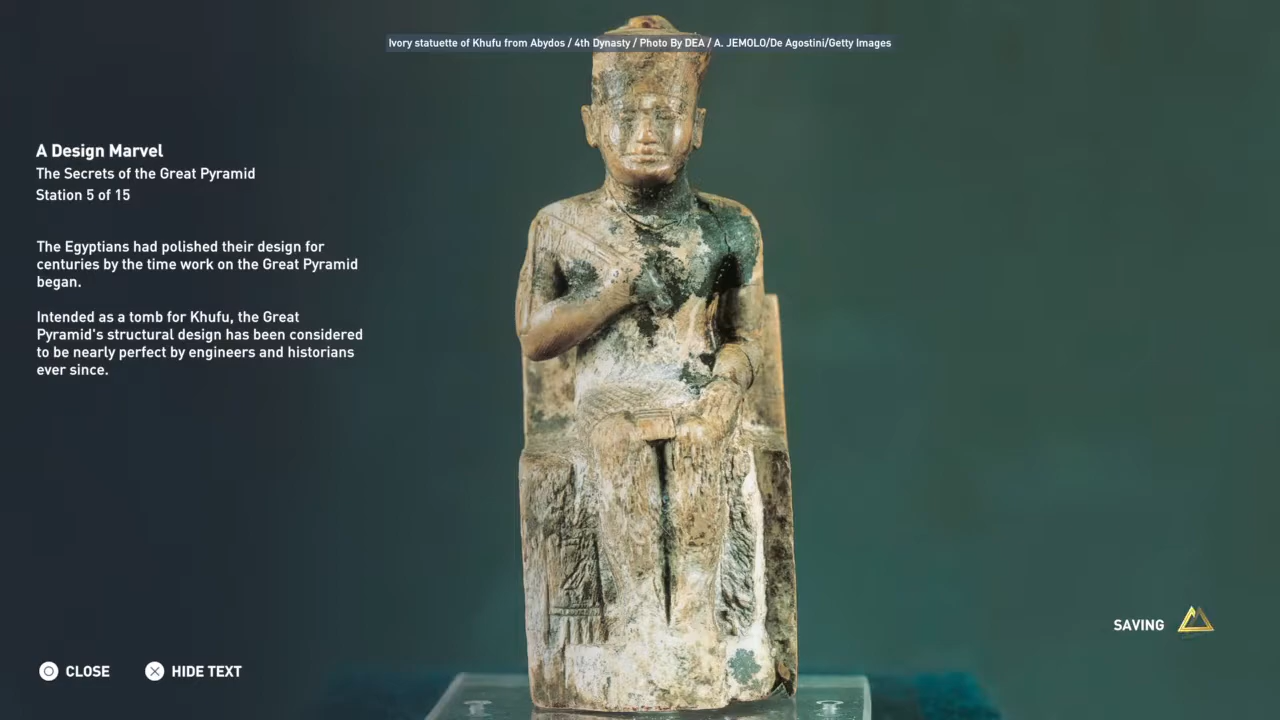 Ivory statuette of Khufu from Abydos / 4th Dynasty / Photo By DEA / A. JEMOLO/De Agostini/Getty Images
A Design Marvel
The Secrets of the Great Pyramid
Station 5 of 15
The Egyptians had polished their design for
centuries by the time work on the Great Pyramid
began.
Intended as a tomb for Khufu, the Great
Pyramid's structural design has been considered
to be nearly perfect by engineers and historians
ever since.
SAVING
CLOSE
HIDE TEXT